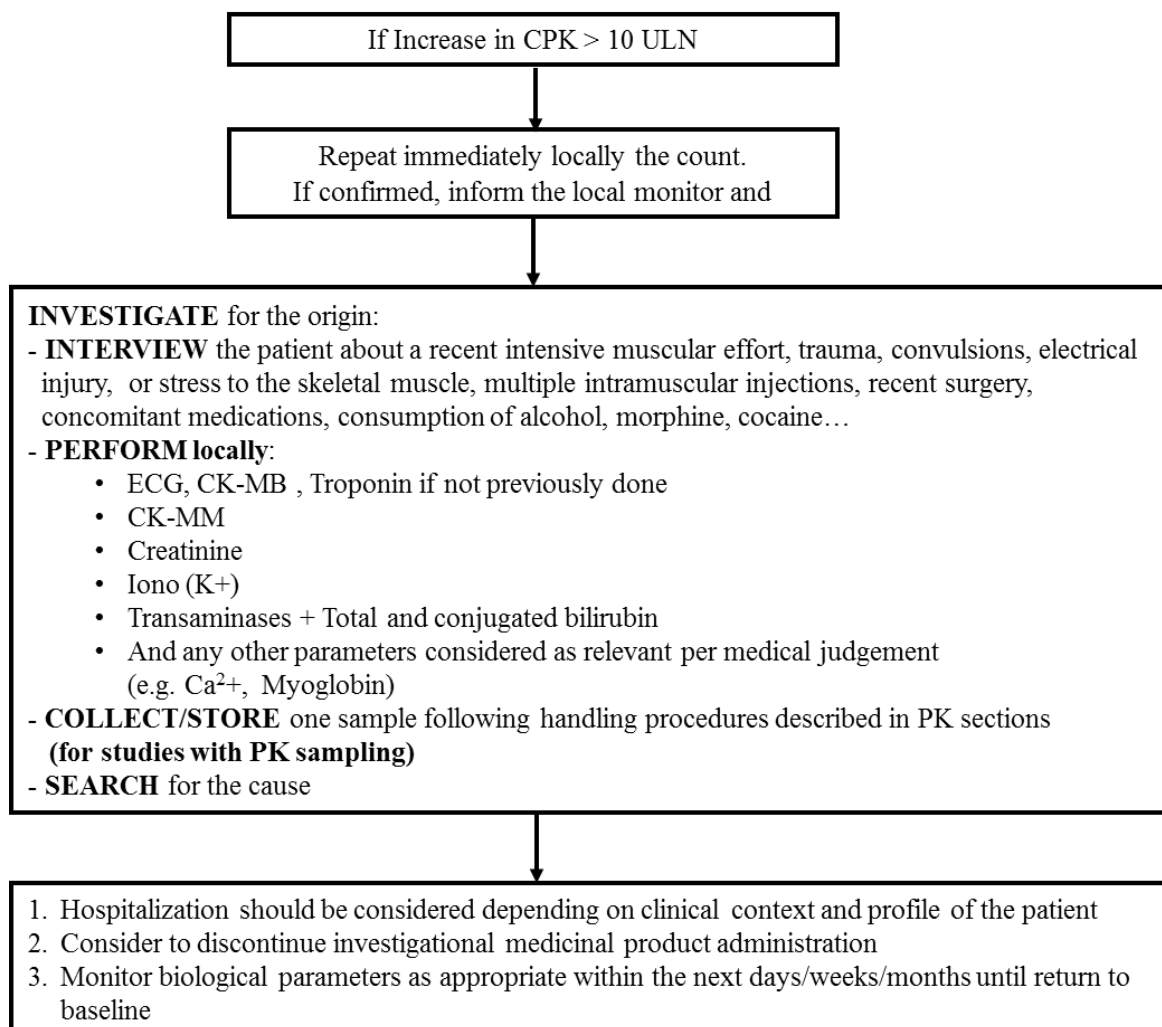 If Increase in CPK > 10 ULN
Repeat immediately locally the count.
If confirmed, inform the local monitor and
INVESTIGATE for the origin:
- INTERVIEW the patient about a recent intensive muscular effort, trauma, convulsions, electrical
injury, or stress to the skeletal muscle, multiple intramuscular injections, recent surgery,
concomitant medications, consumption of alcohol, morphine, cocaine…
- PERFORM locally:
• ECG, CK-MB , Troponin if not previously done
• CK-MM
• Creatinine
• Iono (K+)
• Transaminases + Total and conjugated bilirubin
• And any other parameters considered as relevant per medical judgement
(e.g. Ca²+, Myoglobin)
- COLLECT/STORE one sample following handling procedures described in PK sections
(for studies with PK sampling)
- SEARCH for the cause
1. Hospitalization should be considered depending on clinical context and profile of the patient
2. Consider to discontinue investigational medicinal product administration
3. Monitor biological parameters as appropriate within the next days/weeks/months until return to
baseline